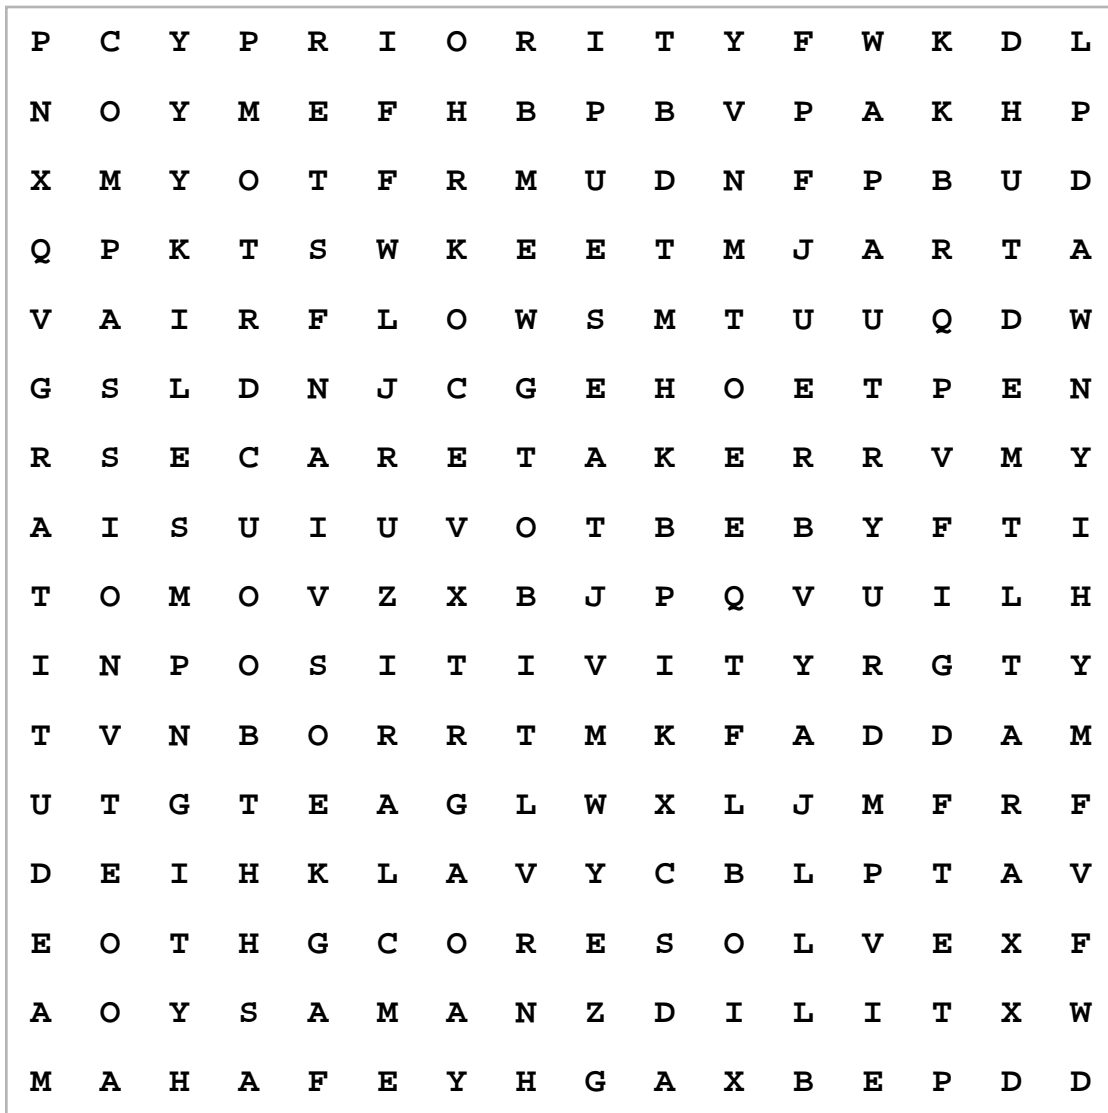 P C Y P R I O R I T Y F W K D L
N O Y M E F H B P B V P A K H P
X M Y O T F R M U D N F P B U D
Q P K T S W K E E T M J A R T A
V A I R F L O W S M T U U Q D W
G S L D N J C G E H O E T P E N
R S E C A R E T A K E R R V M Y
A I S U I U V O T B E B Y F T I
T O M O V Z X B J P Q V U I L H
I N P O S I T I V I T Y R G T Y
T V N B O R R T M K F A D D A M
U T G T E A G L W X L J M F R F
D E I H K L A V Y C B L P T A V
E O T H G C O R E S O L V E X F
A O Y S A M A N Z D I L I T X W
M A H A F E Y H G A X B E P D D